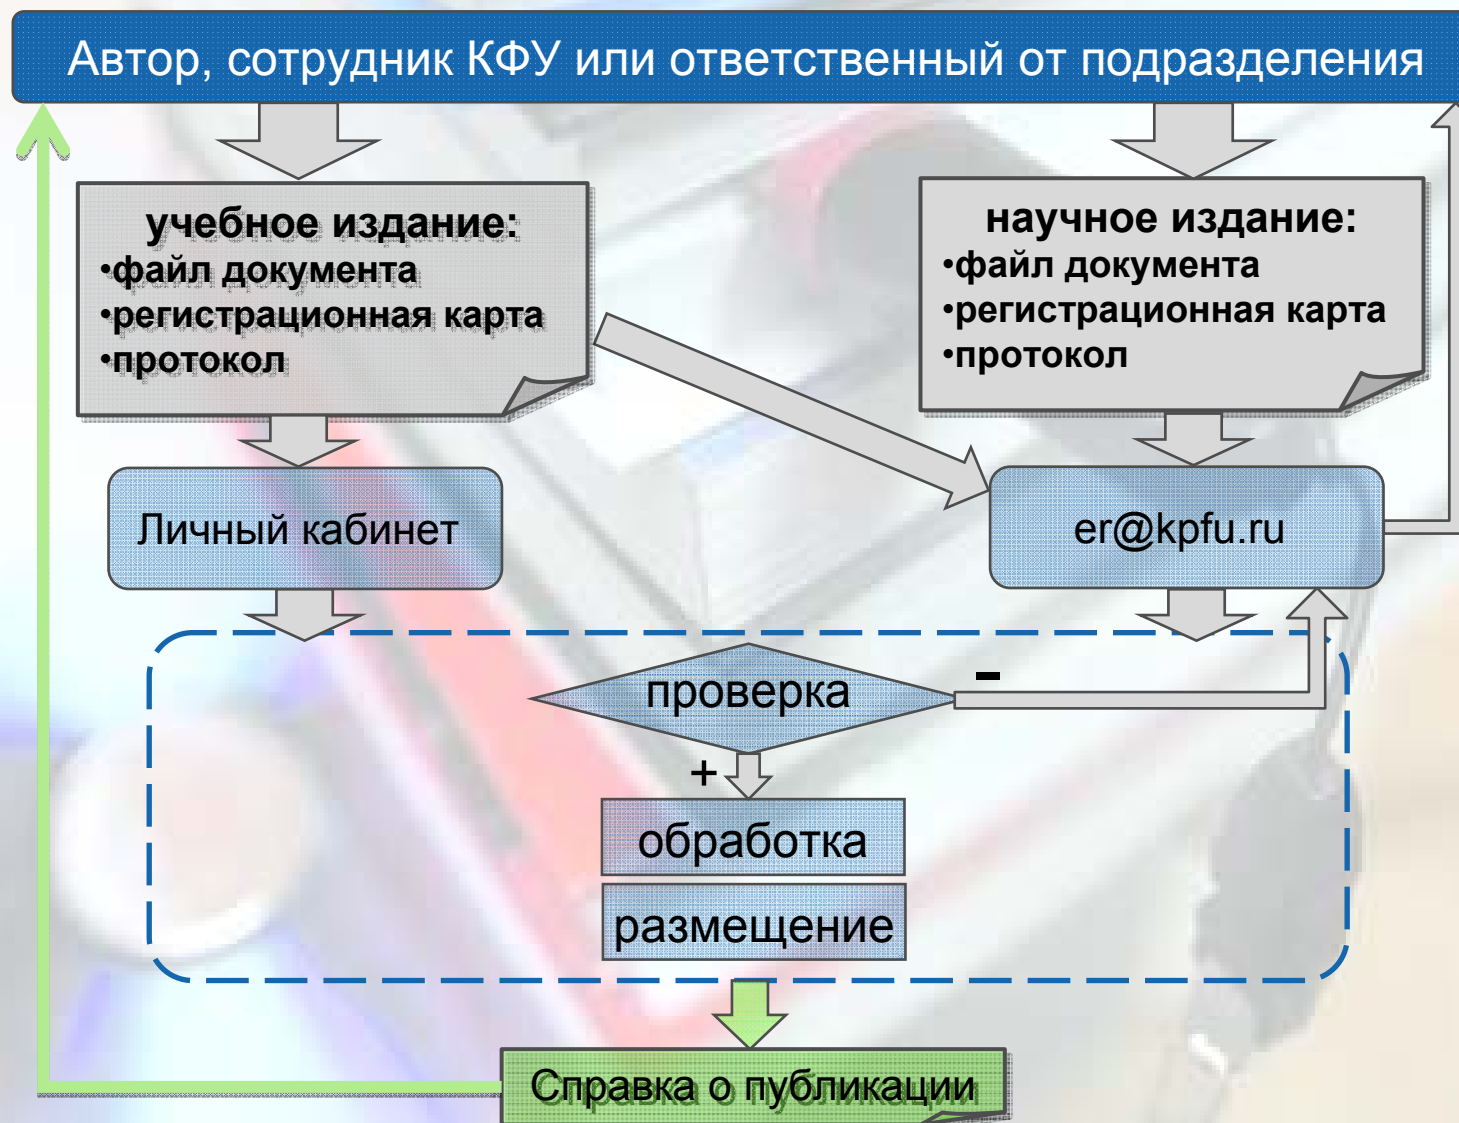 Автор, сотрудник КФУ или ответственный от подразделения
учебное издание:
•файл документа
•регистрационная карта
•протокол
научное издание:
•файл документа
•регистрационная карта
•протокол
Личный кабинет
er@kpfu.ru
проверка
-
+
обработка
размещение
Справка о публикации